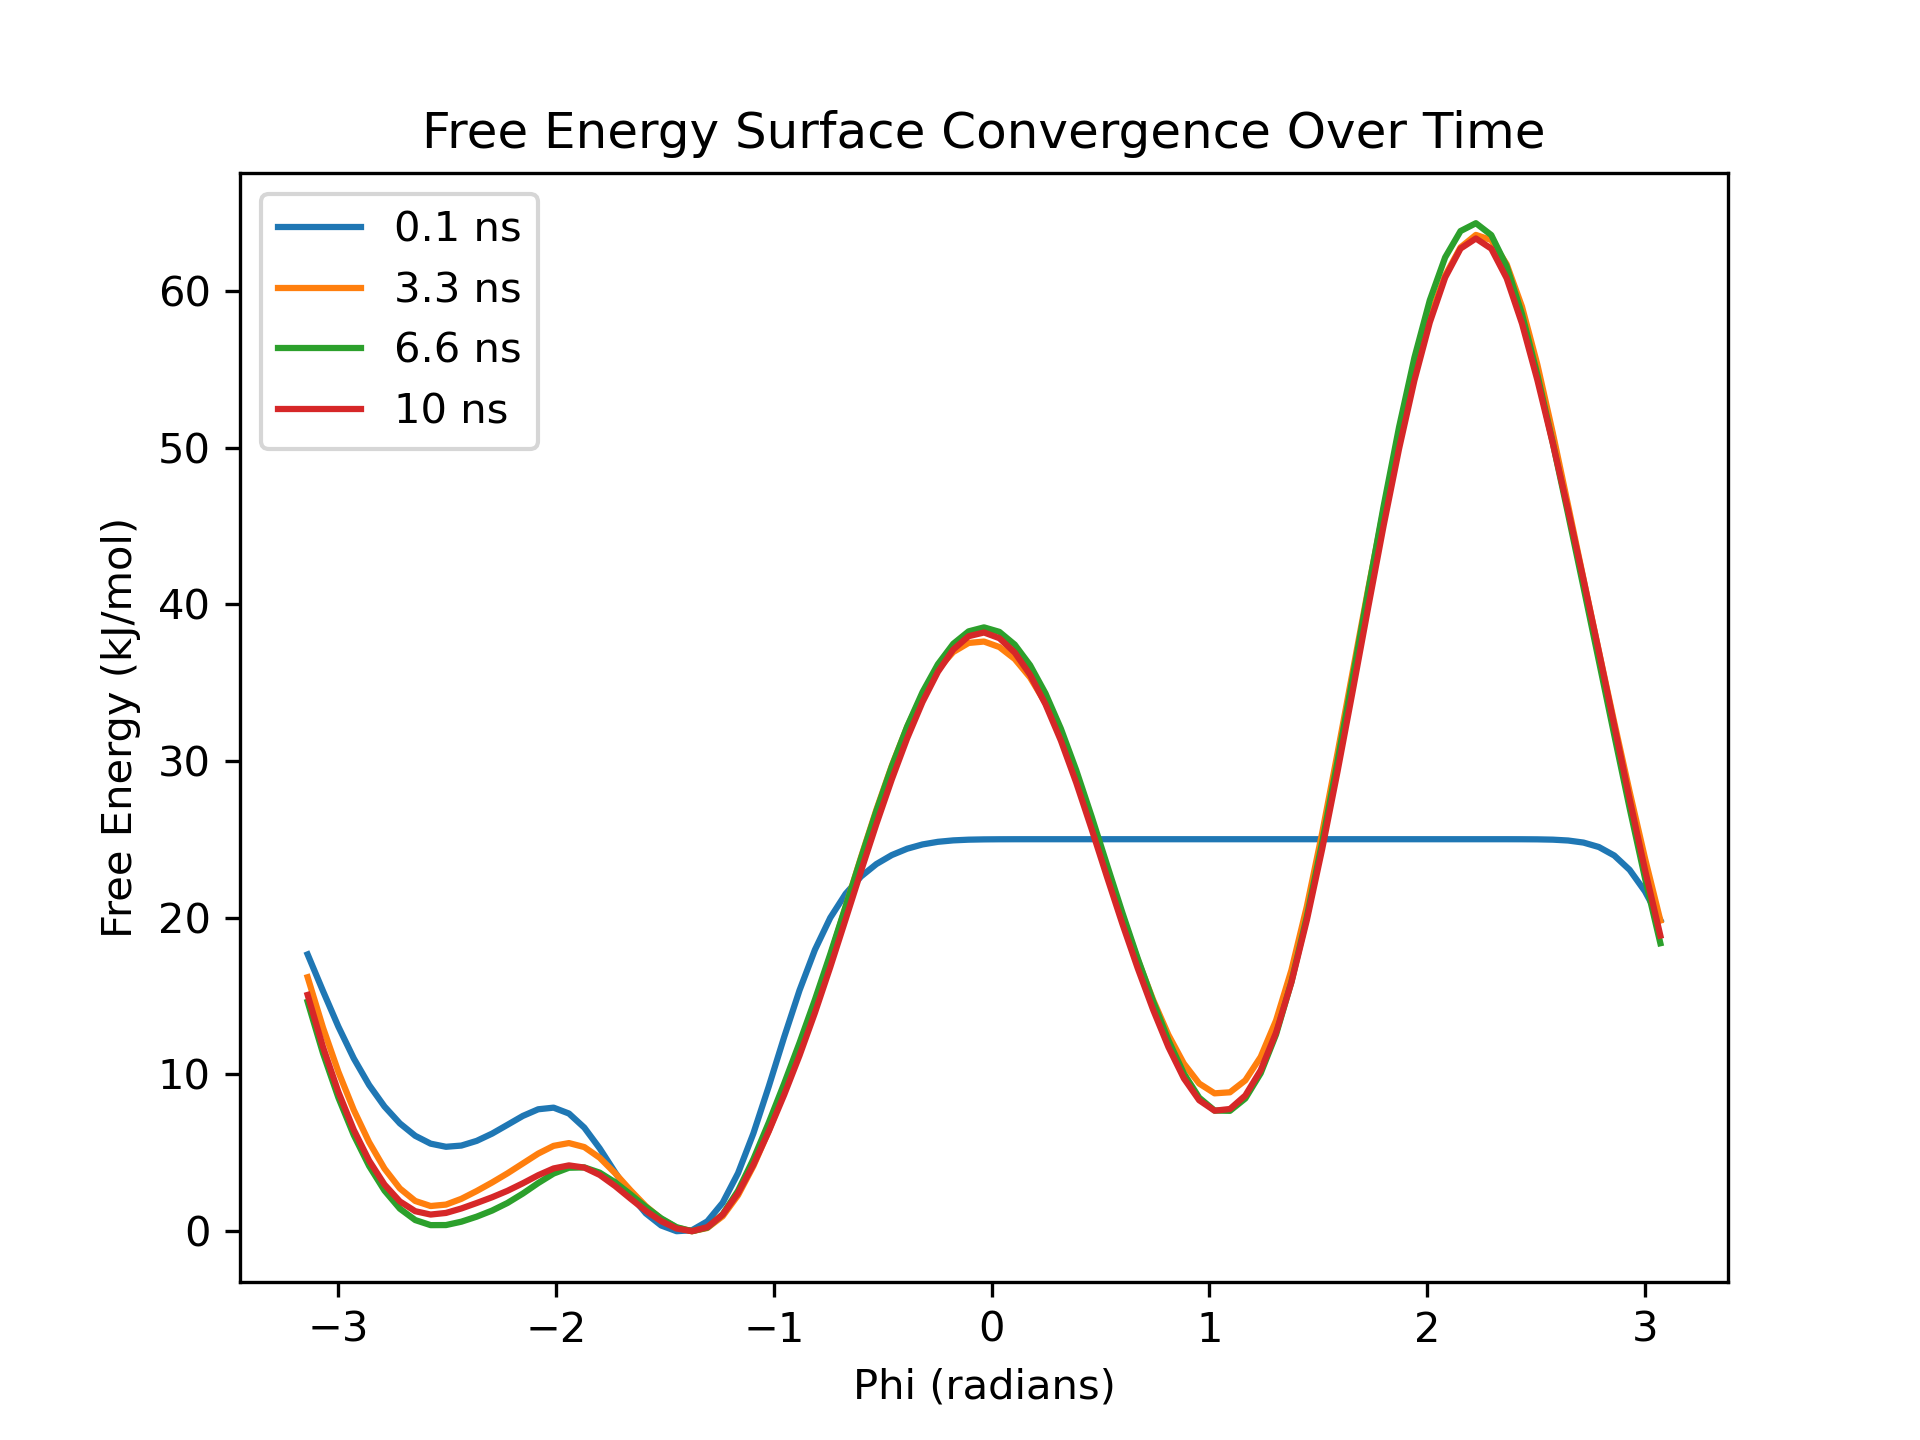 Free Energy Surface Convergence Over Time
0.1 ns
3.3 ns
6.6 ns
10 ns
Free Energy (kJ/mol)
60
50
40
30
20
10
0
−3 −2 −1 0 1 2 3
Phi (radians)